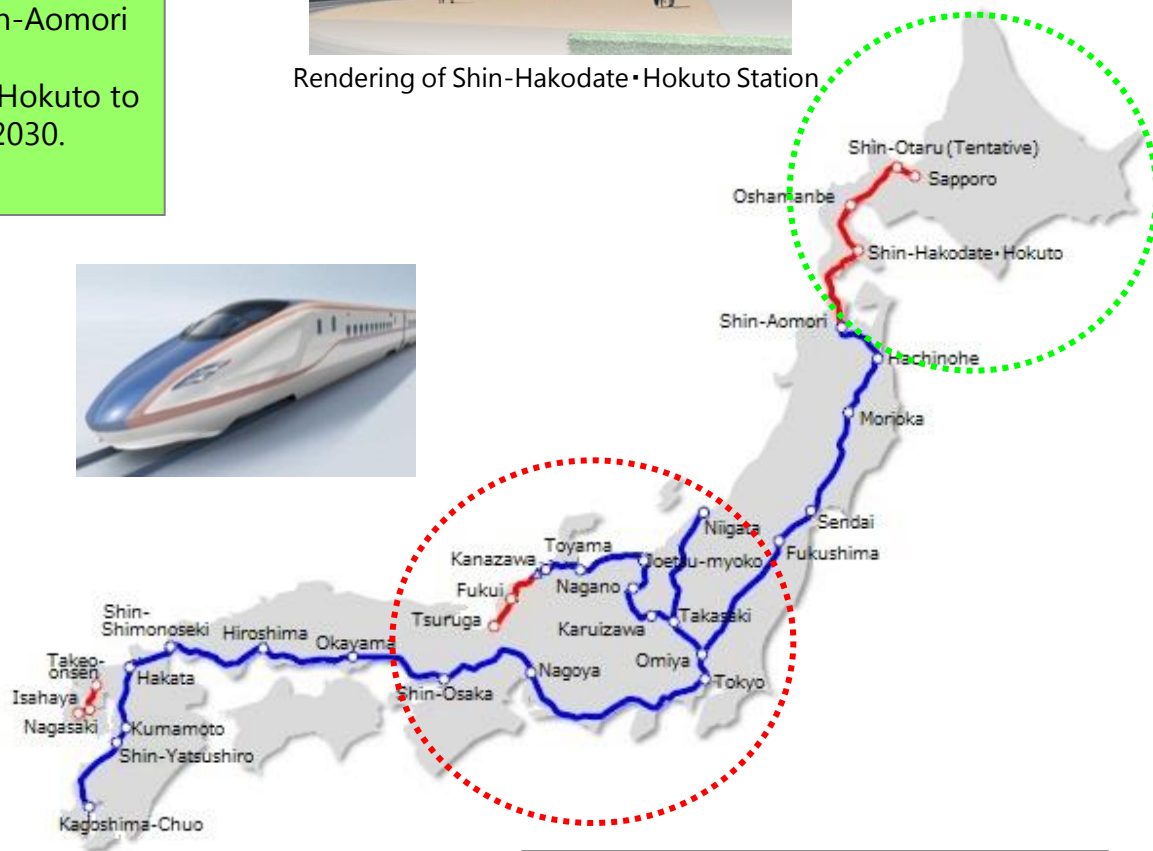 n-Aomori
Hokuto to
2030.
Rendering of Shin-Hakodate・Hokuto Station
Shin-Otaru (Tentative)
Sapporo
Oshamanbe
Shin-Hakodate・Hokuto
Shin-Aomori
Hachinohe
Morioka
Sendai
Niigata
Fukushima
Toyama
Kanazawa
Joetsu-myoko
Fukui
Nagano
Tsuruga
Takasaki
Karuizawa
Omiya
Tokyo
Shin-
Shimonoseki
Hiroshima
Okayama
Nagoya
Shin-Osaka
Takeo-
onsen
Hakata
Isahaya
Nagasaki
Kumamoto
Shin-Yatsushiro
Kagoshima-Chuo